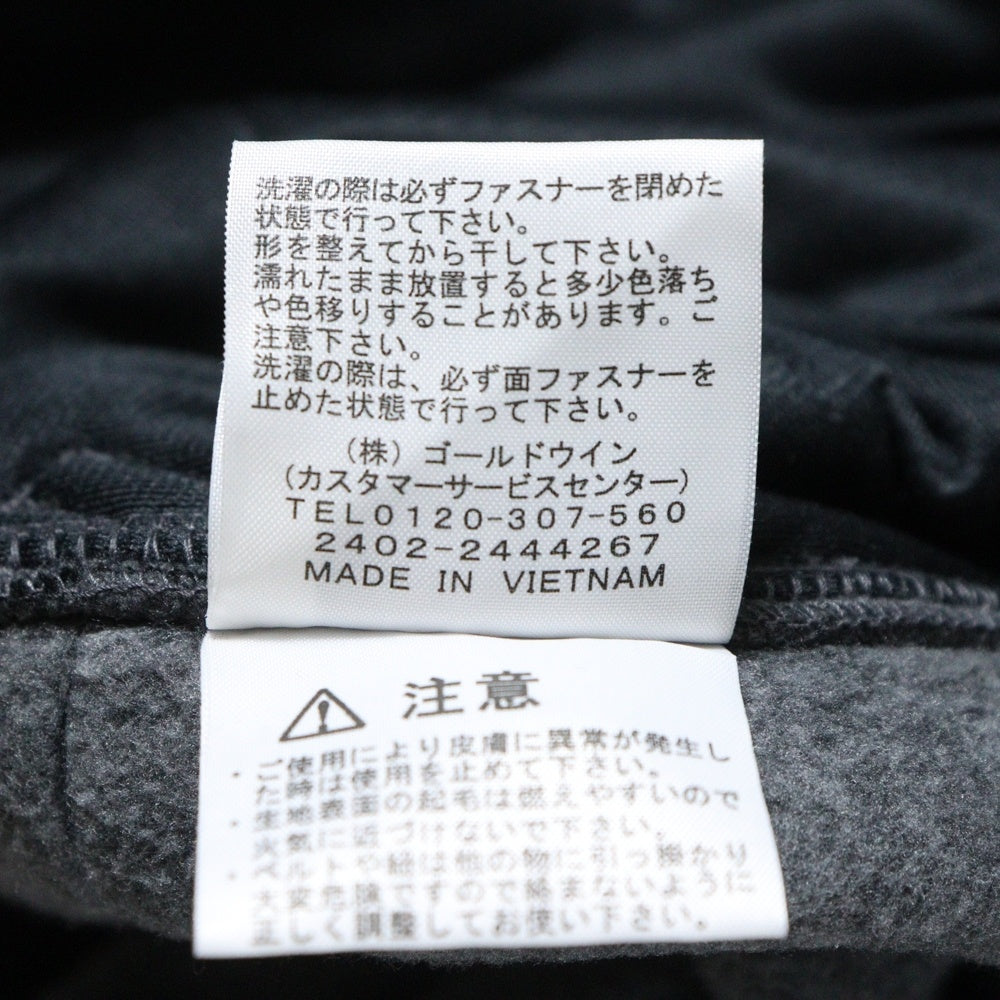 洗濯の際は必ずファスナーを閉めた
状態で行って下さい。
形を整えてから干して下さい。
濡れたまま放置すると多少色落ち
や色移りすることがあります。ご
注意下さい。
洗濯の際は、必ず面ファスナーを
止めた状態で行って下さい。
(株) ゴールドウイン
(カスタマーサービスセンター)
TEL0120-307-560
2402-2444267
MADE IN VIETNAM
注意
・ご使用により皮膚に異常が発生し
た時は使用を止めて下さい。
・生地表面の起毛は燃えやすいので
火気に近づけないで下さい。
・ベルトや紐は他の物に引っ掛かり
大変危険ですので絡まないように
正しく調整してお使い下さい。